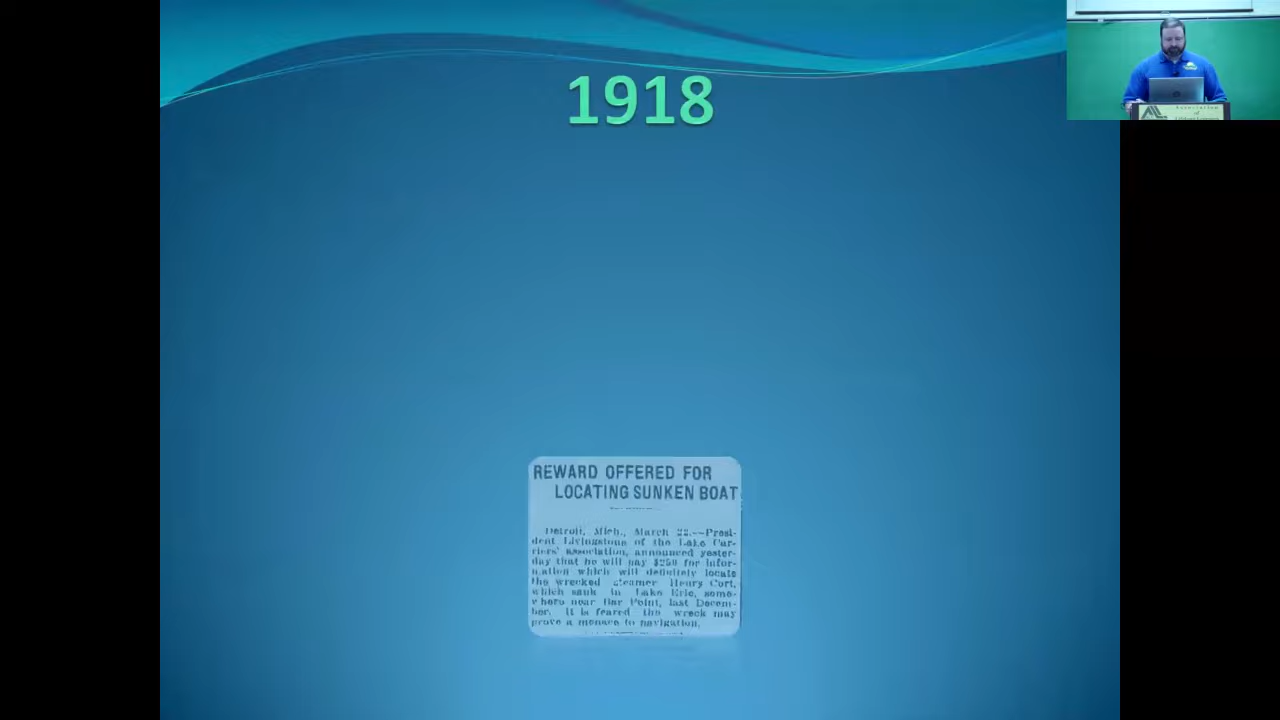 1918
REWARD OFFERED FOR
LOCATING SUNKEN BOAT
Detroit, Mich., March 22.—Presi-
dent Livingstone of the Lake Car-
riers' association, announced yester-
day that he will pay $250 for infor-
mation which will definitely locate
the wrecked steamer Henry Cort,
which sunk in Lake Erie, some-
where near Bar Point, last Decem-
ber. It is feared the wreck may
prove a menace to navigation.
Association
of